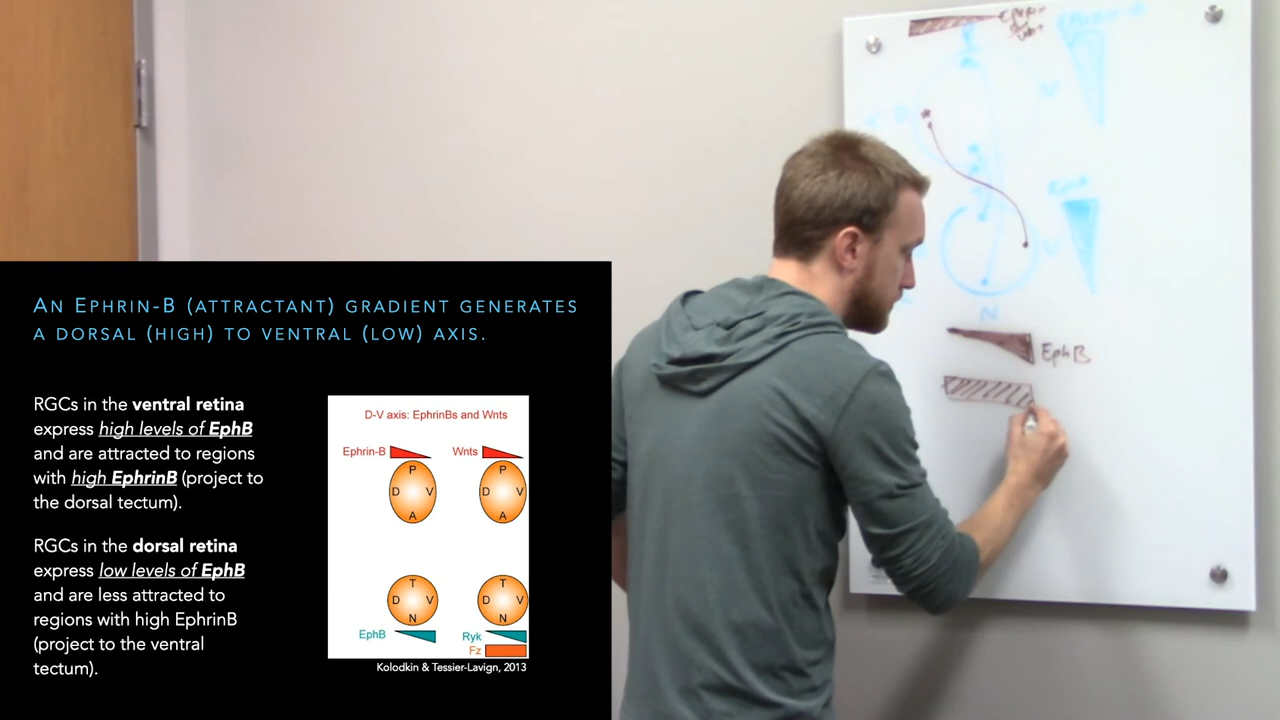 AN EPHRIN-B (ATTRACTANT) GRADIENT GENERATES
A DORSAL (HIGH) TO VENTRAL (LOW) AXIS.
RGCs in the ventral retina
express high levels of EphB
and are attracted to regions
with high EphrinB (project to
the dorsal tectum).
RGCs in the dorsal retina
express low levels of EphB
and are less attracted to
regions with high EphrinB
(project to the ventral
tectum).
D-V axis: EphrinBs and Wnts
Ephrin-B
Wnts
P
D V
A
P
D V
A
T
D V
N
T
D V
N
EphB
Ryk
Fz
Kolodkin & Tessier-Lavign, 2013
V
V
N
EphB